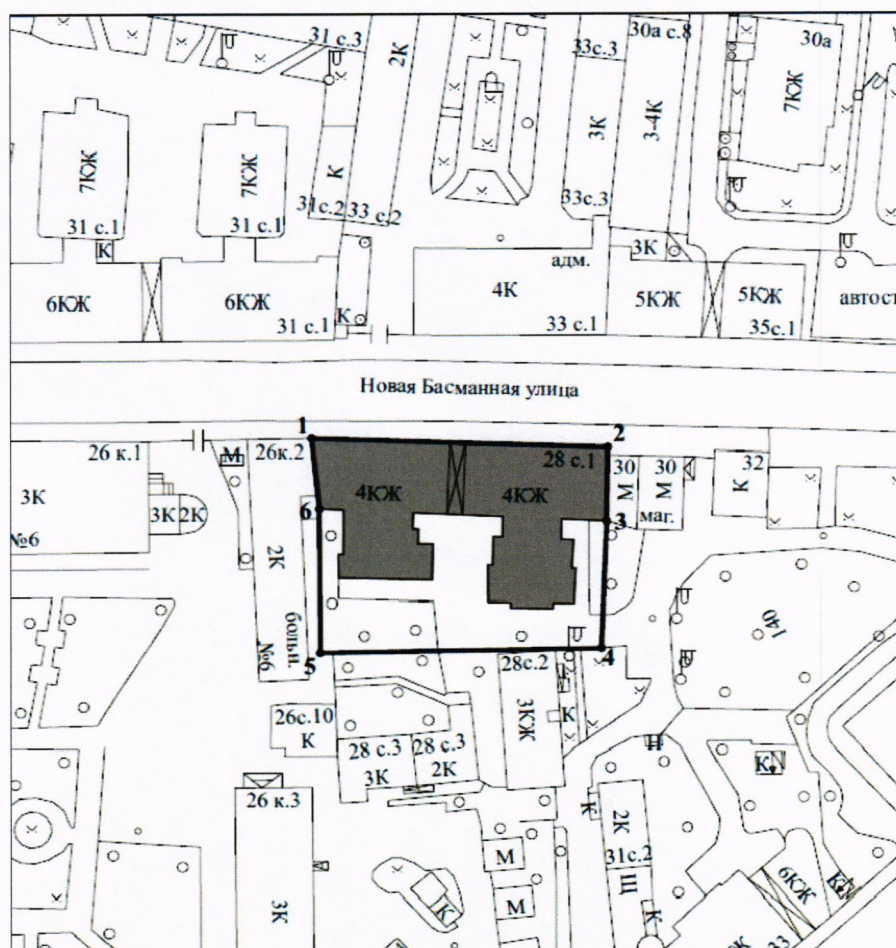 31 с.3
2К
33с.3
30а с.8
30а
7КЖ
7КЖ
К
3К
3-4К
7КЖ
31 с.1
31 с.1
31с.2
33 с.2
33с.3
К
3К
адм.
6КЖ
6КЖ
4К
5КЖ
5КЖ
автост
К
31 с.1
33 с.1
35с.1
Новая Басманная улица
1
2
26 к.1
М
26к.2
28 с.1
30
30
32
3К
3К
2К
4КЖ
4КЖ
М
М
К
маг.
№6
6
3
2К
140
больн.
№6
5
4
28с.2
К
К
3КЖ
26с.10
К
28 с.3
3К
28 с.3
2К
Н
К
26 к.3
К
2К
31с.2
М
Щ
6КЖ
К
3К
К
М
К
33